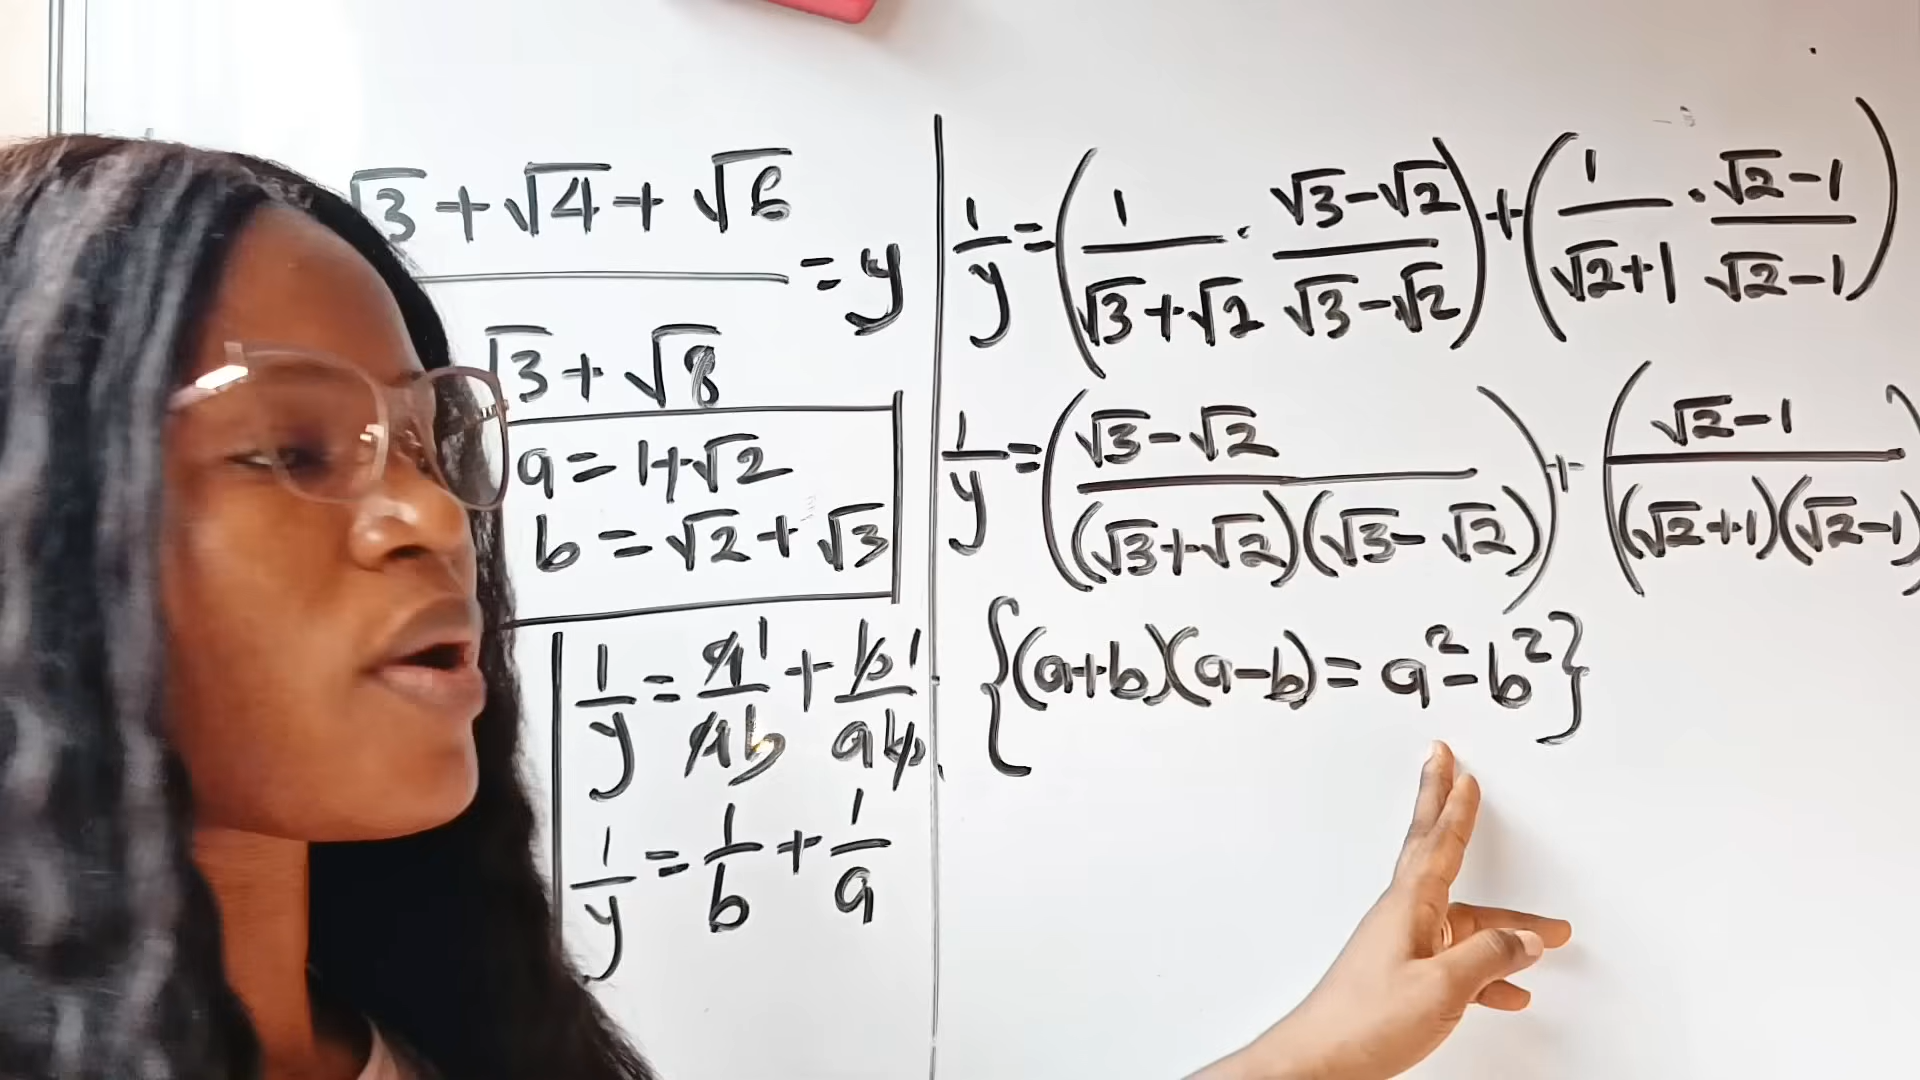 √3 + √4 + √6
= y
√3 + √8
a = 1+√2
b = √2 + √3
1/y = a1/ab + b1/ab
1/y = 1/b + 1/a
1/y = (1/(√3+√2) · (√3-√2)/(√3-√2)) + (1/(√2+1) · (√2-1)/(√2-1))
1/y = ((√3-√2)/((√3+√2)(√3-√2))) + ((√2-1)/((√2+1)(√2-1)))
{(a+b)(a-b) = a²-b²}